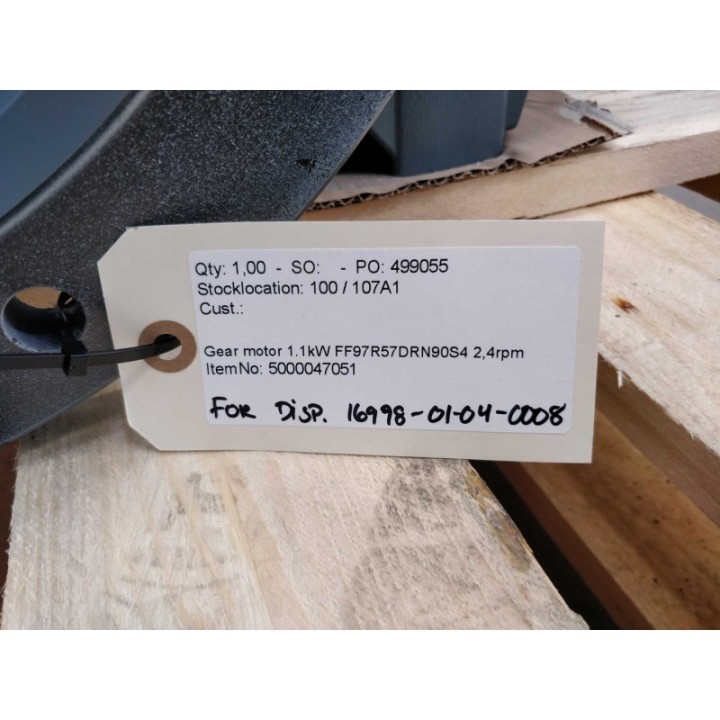 Qty: 1,00 - SO: - PO: 499055
Stocklocation: 100 / 107A1
Cust.:
Gear motor 1.1kW FF97R57DRN90S4 2,4rpm
ItemNo: 5000047051
FOR DISP. 16998-01-04-0008